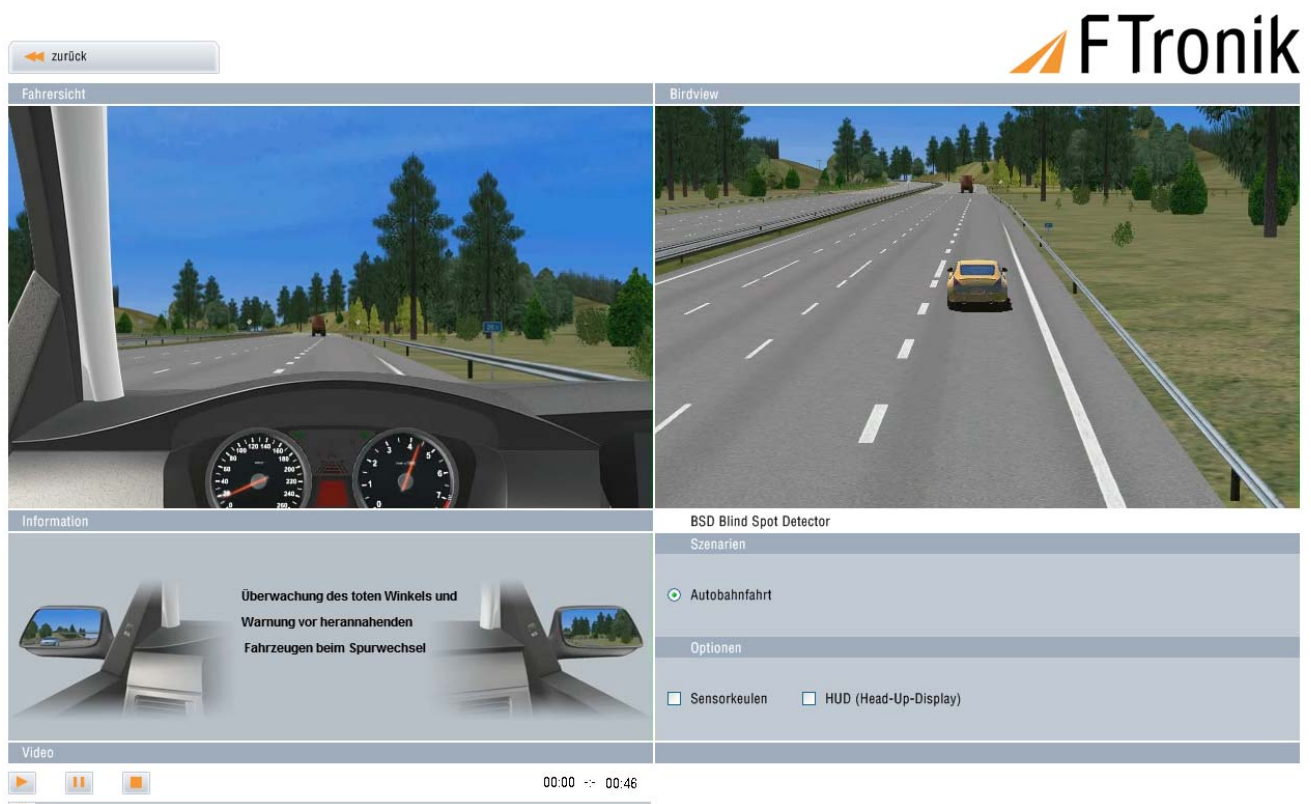 FTronik
zurück
Fahrersicht
Birdview
Information
Überwachung des toten Winkels und
Warnung vor herannahenden
Fahrzeugen beim Spurwechsel
BSD Blind Spot Detector
Szenarien
Autobahnfahrt
Optionen
Sensorkeulen HUD (Head-Up-Display)
Video
00:00 -:- 00:46